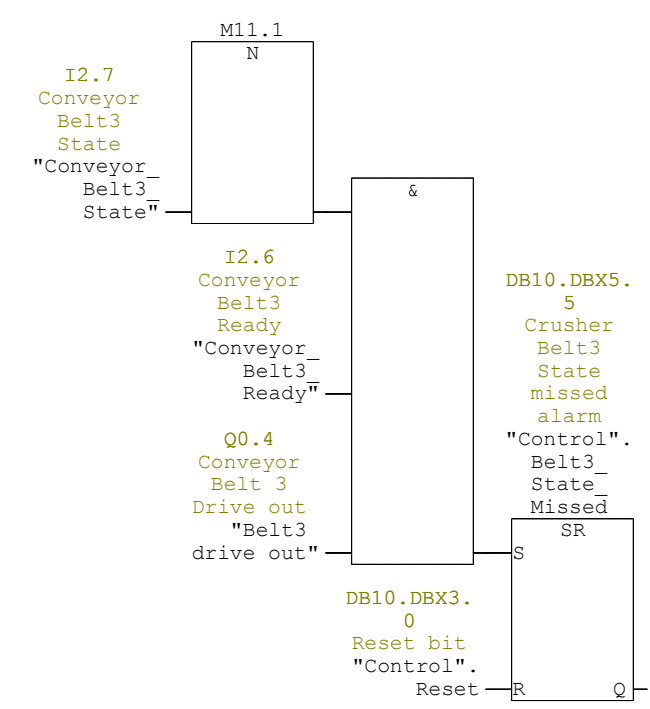 M11.1
N
I2.7
Conveyor
Belt3
State
"Conveyor_
Belt3_
State"
&
I2.6
Conveyor
Belt3
Ready
"Conveyor_
Belt3_
Ready"
Q0.4
Conveyor
Belt 3
Drive out
"Belt3
drive out"
DB10.DBX5.
5
Crusher
Belt3
State
missed
alarm
"Control".
Belt3_
State_
Missed
SR
S
DB10.DBX3.
0
Reset bit
"Control".
Reset
R
Q